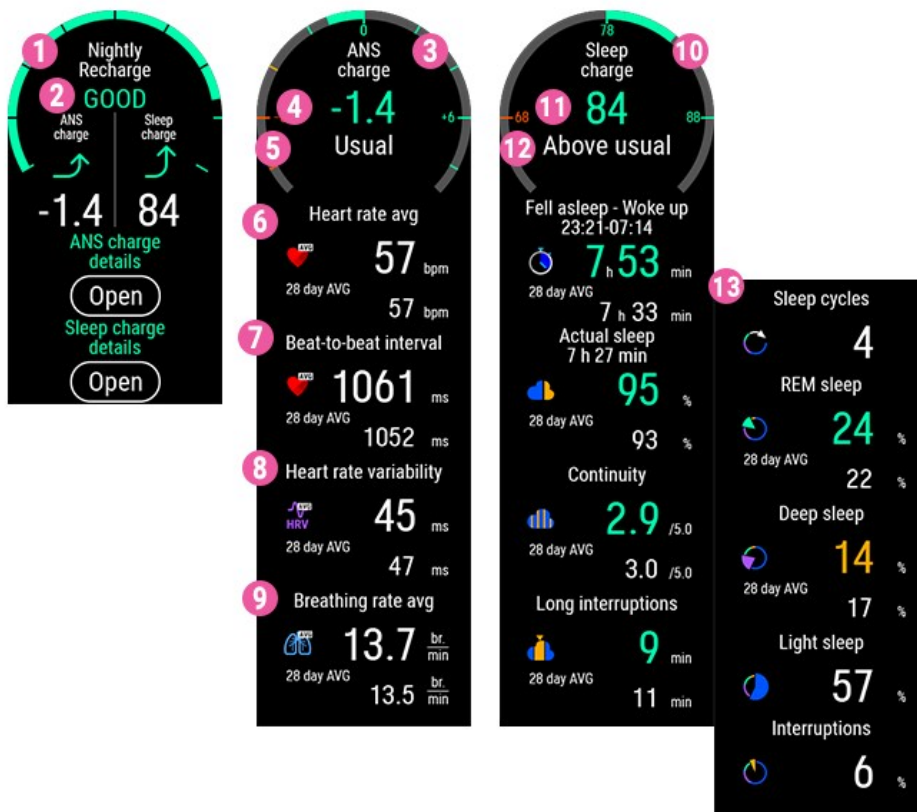 1
Nightly
Recharge
2
GOOD
ANS
charge
Sleep
charge
-1.4
84
ANS charge
details
Open
Sleep charge
details
Open
0
3
ANS
charge
4
-1.4
+6
5
Usual
6
Heart rate avg
AVG
57 bpm
28 day AVG
57 bpm
7
Beat-to-beat interval
AVG
1061 ms
28 day AVG
1052 ms
8
Heart rate variability
AVG
HRV
45 ms
28 day AVG
47 ms
9
Breathing rate avg
AVG
13.7 br.
min
28 day AVG
13.5 br.
min
78
10
Sleep
charge
68
11
84
88
12
Above usual
Fell asleep - Woke up
23:21-07:14
7 h 53 min
28 day AVG
7 h 33 min
Actual sleep
7 h 27 min
95 %
28 day AVG
93 %
Continuity
2.9 /5.0
28 day AVG
3.0 /5.0
Long interruptions
9 min
28 day AVG
11 min
13
Sleep cycles
4
REM sleep
24 %
28 day AVG
22 %
Deep sleep
14 %
28 day AVG
17 %
Light sleep
57 %
Interruptions
6 %